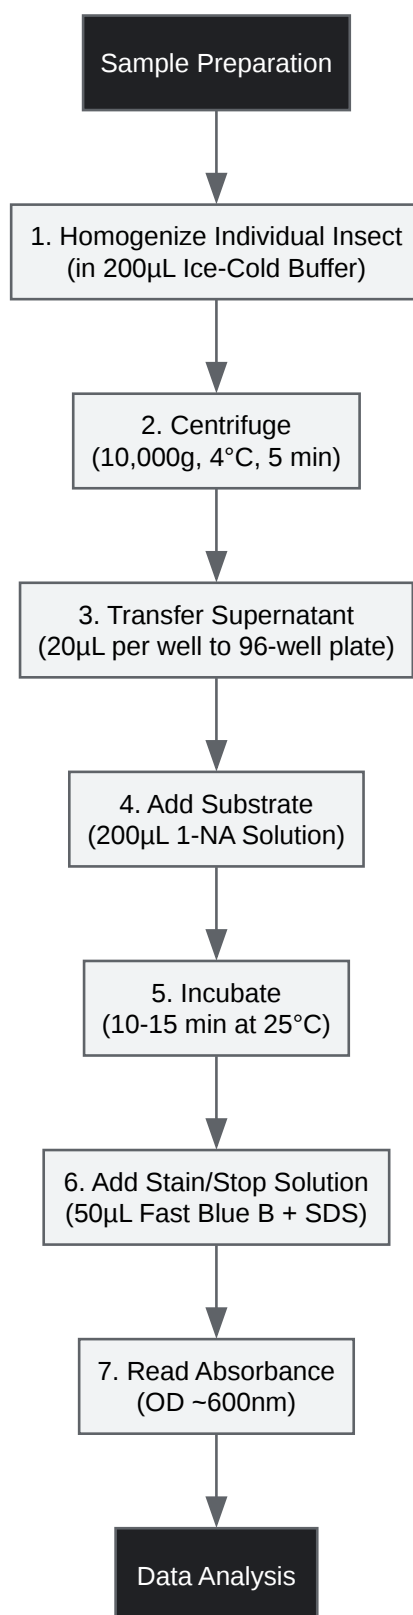 Sample Preparation
1. Homogenize Individual Insect
(in 200µL Ice-Cold Buffer)
2. Centrifuge
(10,000g, 4°C, 5 min)
3. Transfer Supernatant
(20µL per well to 96-well plate)
4. Add Substrate
(200µL 1-NA Solution)
5. Incubate
(10-15 min at 25°C)
6. Add Stain/Stop Solution
(50µL Fast Blue B + SDS)
7. Read Absorbance
(OD ~600nm)
Data Analysis